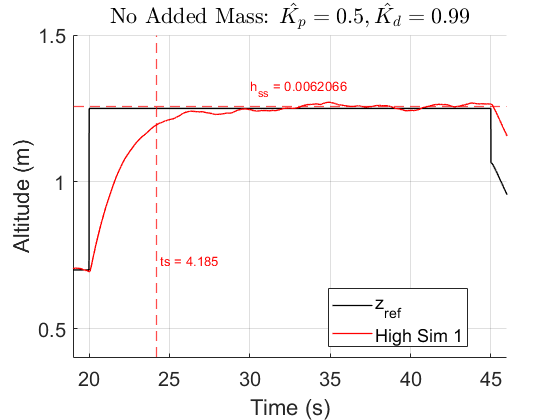 No Added Mass: K̂p = 0.5, K̂d = 0.99
1.5
1
0.5
Altitude (m)
hss = 0.0062066
ts = 4.185
zref
High Sim 1
20
25
30
35
40
45
Time (s)